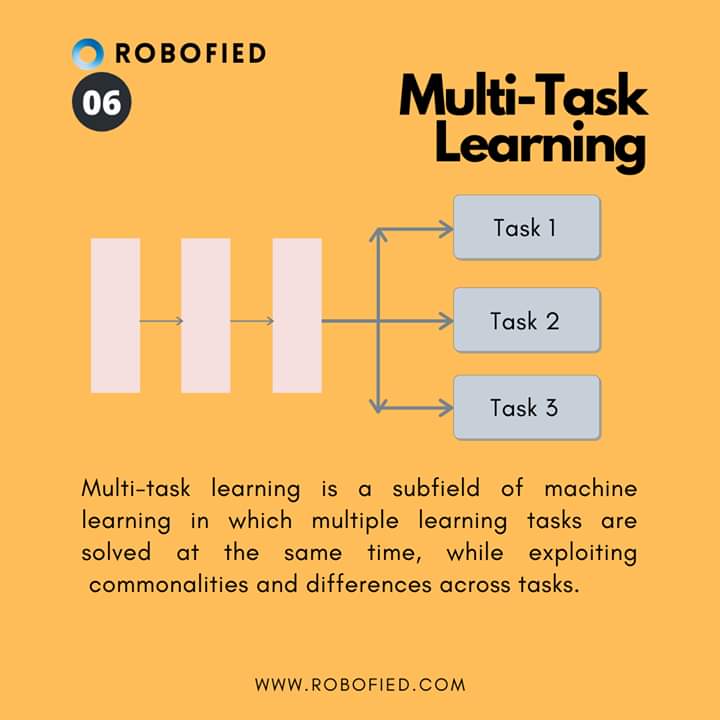 ROBOFIED
06
Multi-Task
Learning
Task 1
Task 2
Task 3
Multi-task learning is a subfield of machine
learning in which multiple learning tasks are
solved at the same time, while exploiting
commonalities and differences across tasks.
WWW.ROBOFIED.COM